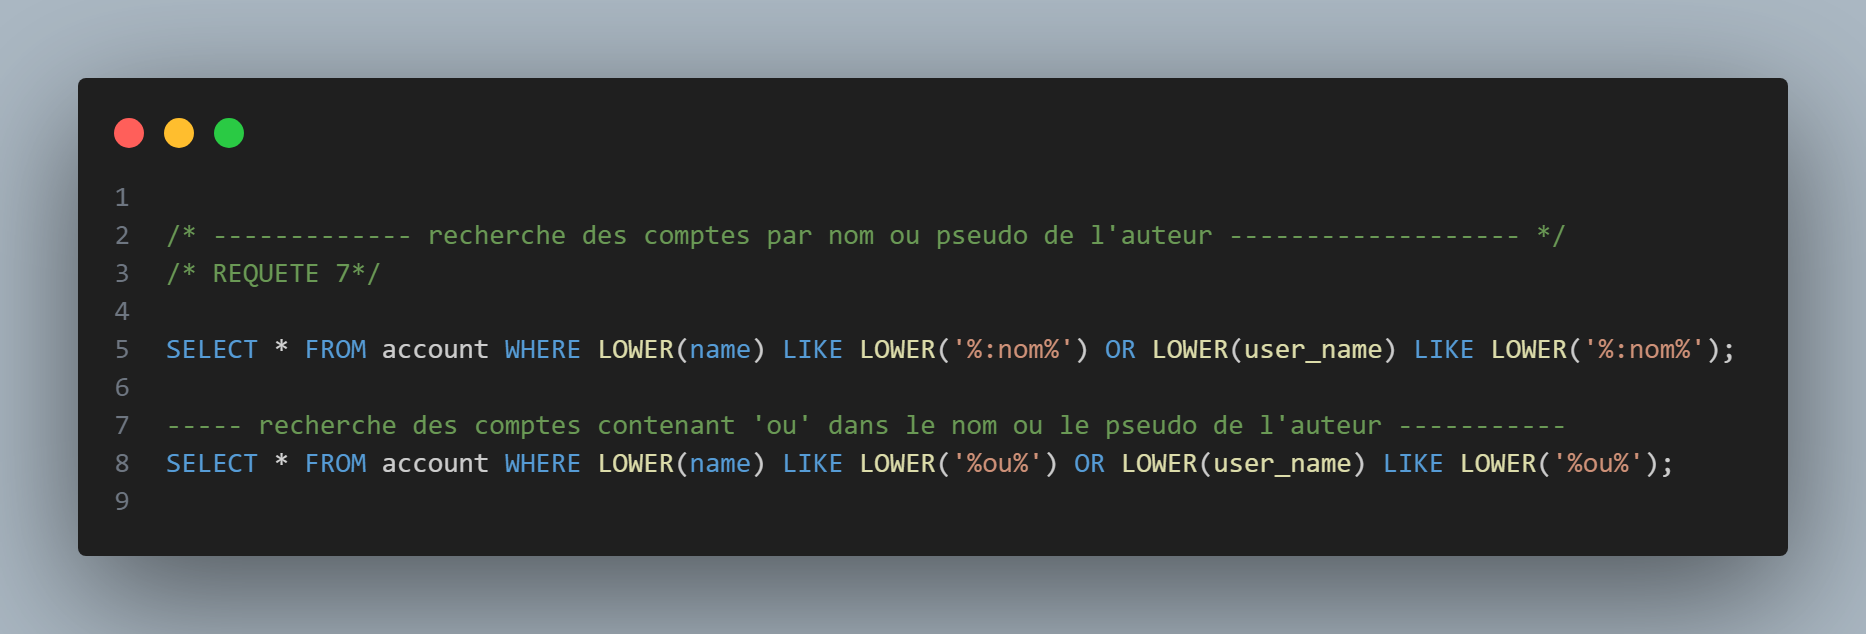 1
2 /* ------------- recherche des comptes par nom ou pseudo de l'auteur ------------------- */
3 /* REQUETE 7*/
4
5 SELECT * FROM account WHERE LOWER(name) LIKE LOWER('%:nom%') OR LOWER(user_name) LIKE LOWER('%:nom%');
6
7 ----- recherche des comptes contenant 'ou' dans le nom ou le pseudo de l'auteur -----------
8 SELECT * FROM account WHERE LOWER(name) LIKE LOWER('%ou%') OR LOWER(user_name) LIKE LOWER('%ou%');
9